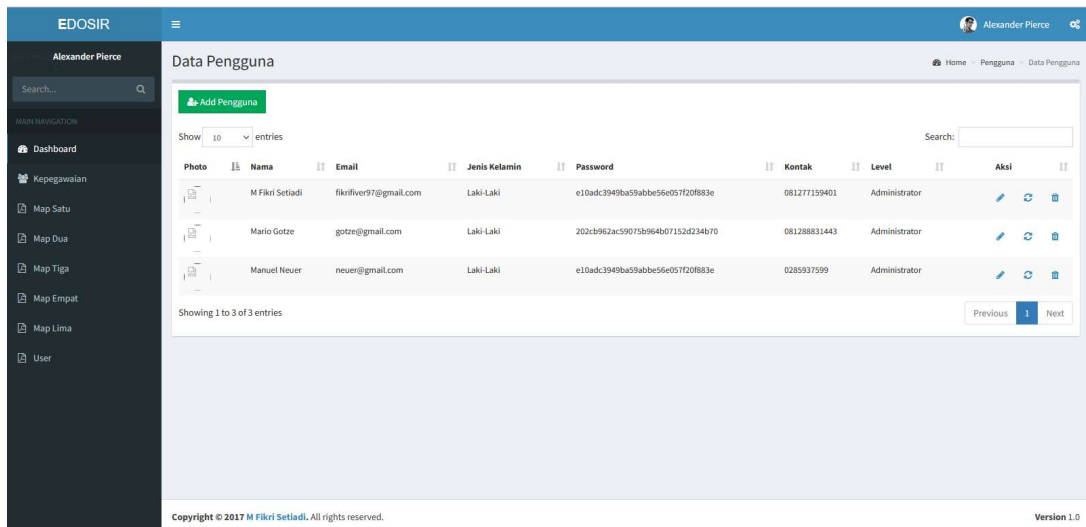 EDOSIR
Alexander Pierce
Alexander Pierce
Search...
MAIN NAVIGATION
Dashboard
Kepegawaian
Map Satu
Map Dua
Map Tiga
Map Empat
Map Lima
User
Data Pengguna
Home - Pengguna - Data Pengguna
Add Pengguna
Show 10 entries
Search:
Photo Nama Email Jenis Kelamin Password Kontak Level Aksi
M Fikri Setiadi fikrifiver97@gmail.com Laki-Laki e10adc3949ba59abbe56e057f20f883e 081277159401 Administrator
Mario Gotze gotze@gmail.com Laki-Laki 202cb962ac59075b964b07152d234b70 081288831443 Administrator
Manuel Neuer neuer@gmail.com Laki-Laki e10adc3949ba59abbe56e057f20f883e 0285937599 Administrator
Showing 1 to 3 of 3 entries
Previous 1 Next
Copyright © 2017 M Fikri Setiadi. All rights reserved.
Version 1.0